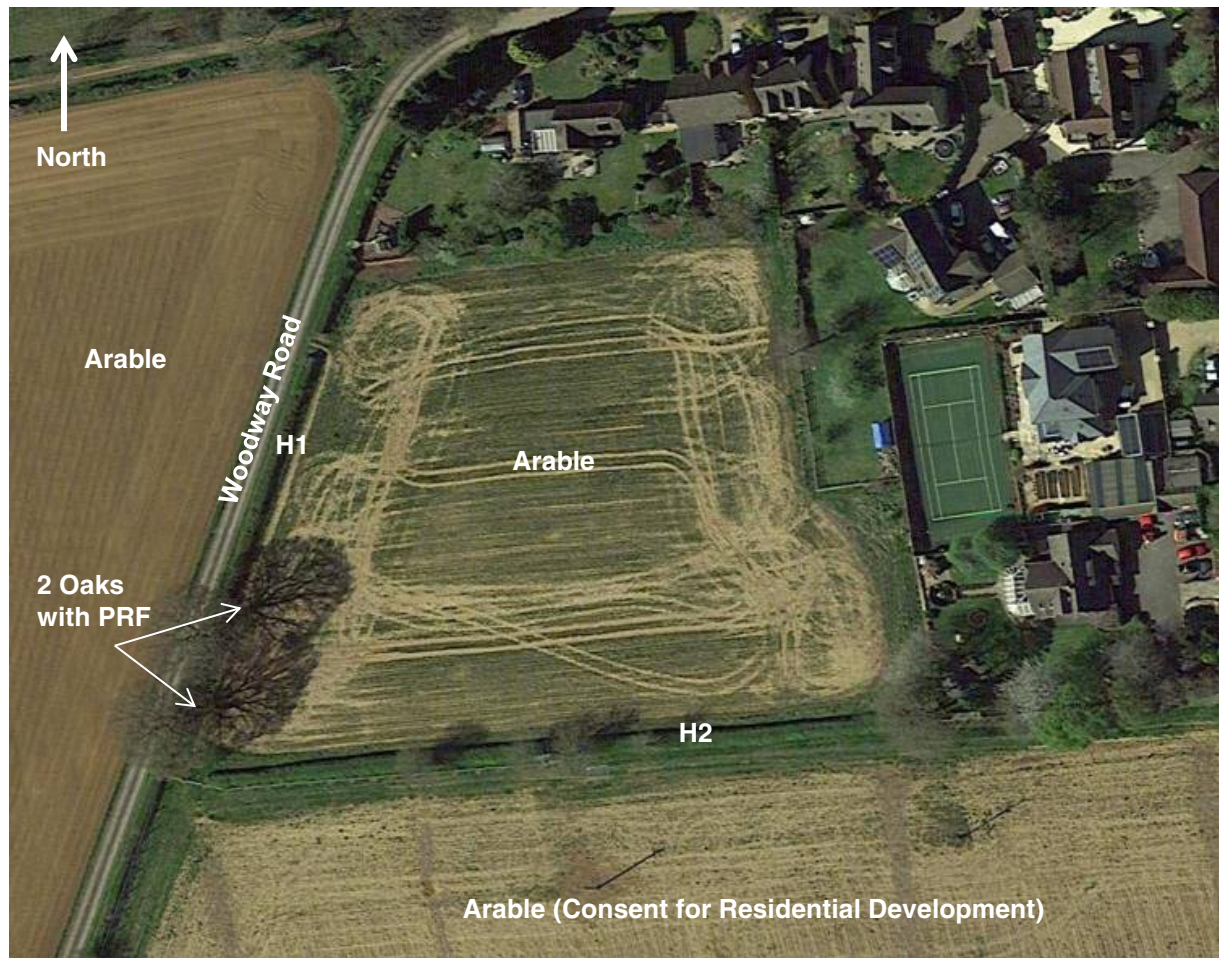 North
Arable
Woodway Road
H1
Arable
2 Oaks
with PRF
H2
Arable (Consent for Residential Development)